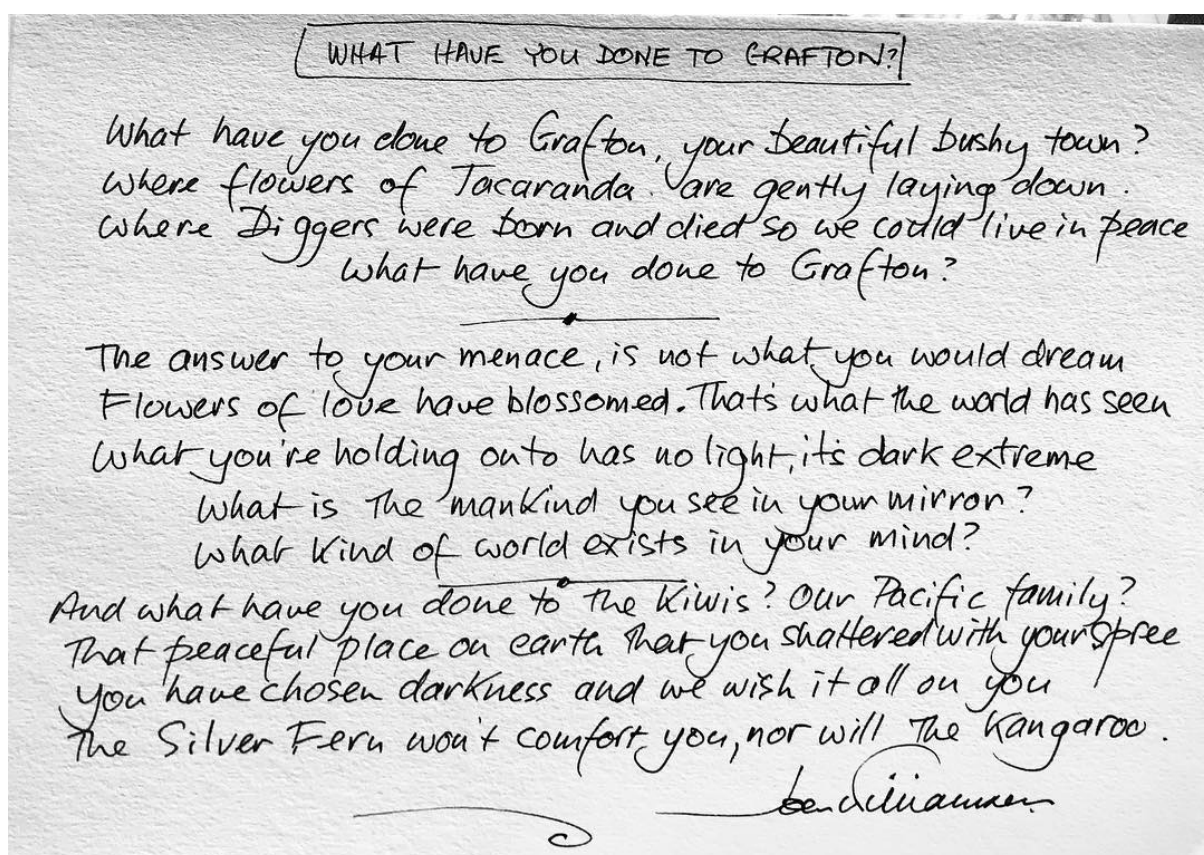 WHAT HAVE YOU DONE TO GRAFTON?
What have you done to Grafton, your beautiful bushy town?
Where flowers of Jacaranda are gently laying down.
Where Diggers were born and died so we could live in peace
What have you done to Grafton?
The answer to your menace, is not what you would dream
Flowers of love have blossomed. Thats what the world has seen
What you're holding onto has no light, its dark extreme
What is the mankind you see in your mirror?
What kind of world exists in your mind?
And what have you done to the Kiwis? Our Pacific family?
That peaceful place on earth that you shattered with your spree
You have chosen darkness and we wish it all on you
The Silver Fern won't comfort you, nor will the Kangaroo.